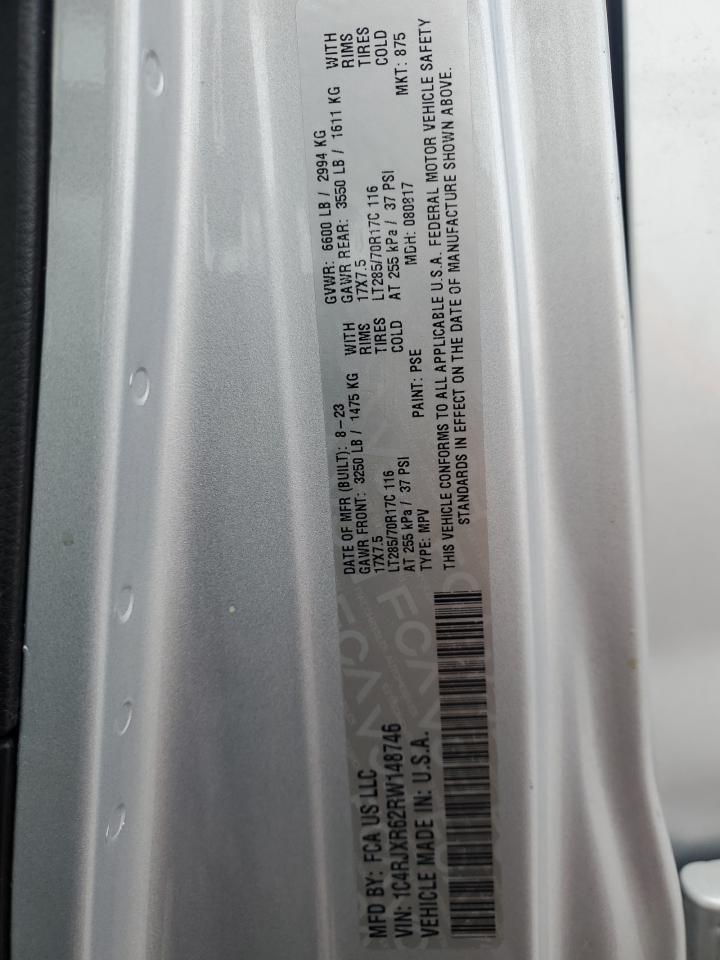 MFD BY: FCA US LLC
VIN: 1C4RJXR62RW148746
VEHICLE MADE IN: U.S.A.
DATE OF MFR (BUILT): 8-23
GAWR FRONT: 3250 LB / 1475 KG WITH
17X7.5 RIMS
LT285/70R17C 116 TIRES
AT 255 kPa / 37 PSI COLD
TYPE: MPV PAINT: PSE
GVWR: 6600 LB / 2994 KG
GAWR REAR: 3550 LB / 1611 KG WITH
17X7.5 RIMS
LT285/70R17C 116 TIRES
AT 255 kPa / 37 PSI COLD
MDH: 080817 MKT: 875
THIS VEHICLE CONFORMS TO ALL APPLICABLE U.S.A. FEDERAL MOTOR VEHICLE SAFETY
STANDARDS IN EFFECT ON THE DATE OF MANUFACTURE SHOWN ABOVE.
FCA
FCA